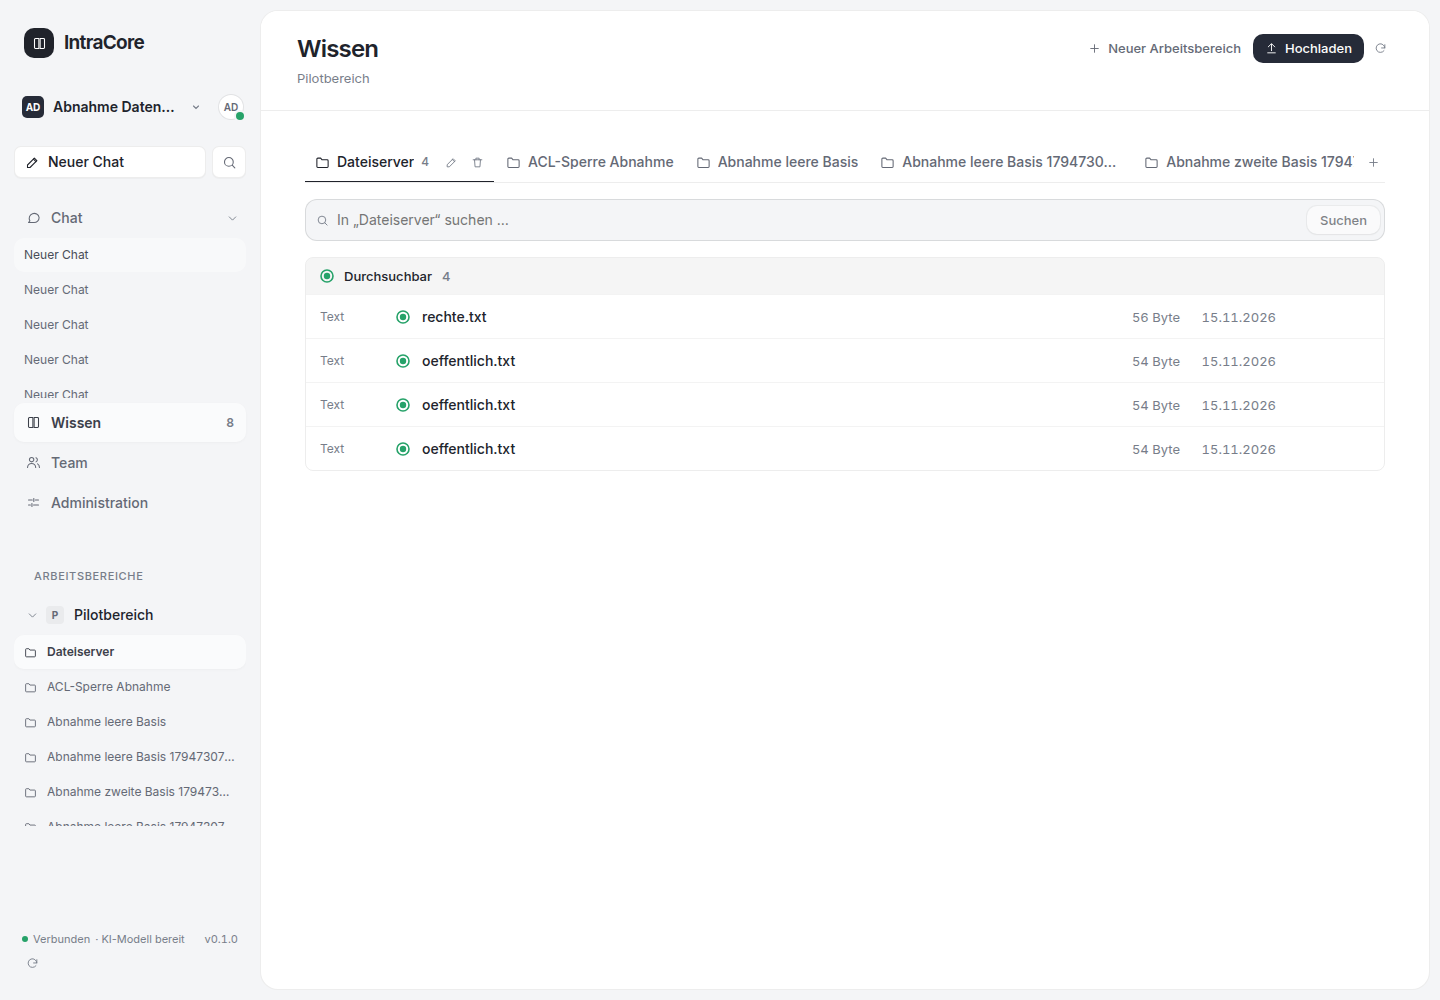 IntraCore
AD Abnahme Daten... AD
Neuer Chat
Chat
Neuer Chat
Neuer Chat
Neuer Chat
Neuer Chat
Neuer Chat
Wissen 8
Team
Administration
ARBEITSBEREICHE
P Pilotbereich
Dateiserver
ACL-Sperre Abnahme
Abnahme leere Basis
Abnahme leere Basis 17947307...
Abnahme zweite Basis 179473...
Abnahme leere Basis 17947307...
Verbunden · KI-Modell bereit v0.1.0
Wissen
Pilotbereich
Neuer Arbeitsbereich Hochladen
Dateiserver 4 ACL-Sperre Abnahme Abnahme leere Basis Abnahme leere Basis 1794730... Abnahme zweite Basis 1794
In „Dateiserver“ suchen ... Suchen
Durchsuchbar 4
Text rechte.txt 56 Byte 15.11.2026
Text oeffentlich.txt 54 Byte 15.11.2026
Text oeffentlich.txt 54 Byte 15.11.2026
Text oeffentlich.txt 54 Byte 15.11.2026